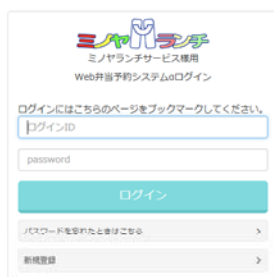 ミノヤランチ
ミノヤランチサービス様用
Web弁当予約システムoログイン
ログインにはこちらのページをブックマークしてください。
ログインID
password
ログイン
パスワードを忘れたときはこちら
新規登録